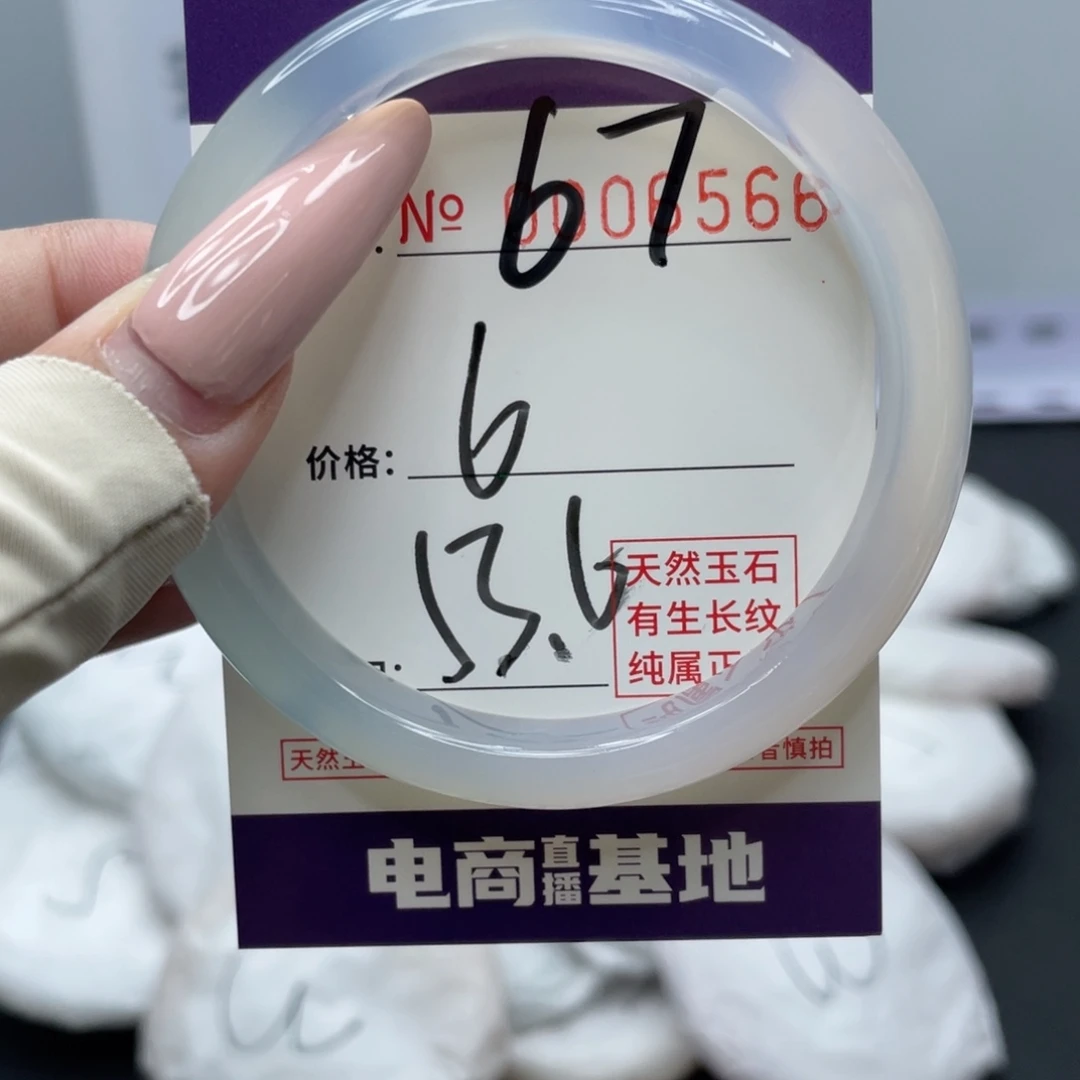 67
№ 0006566
价格： 6
13.6
天然玉石
有生长纹
纯属正
天然玉
慎拍
电商直播基地